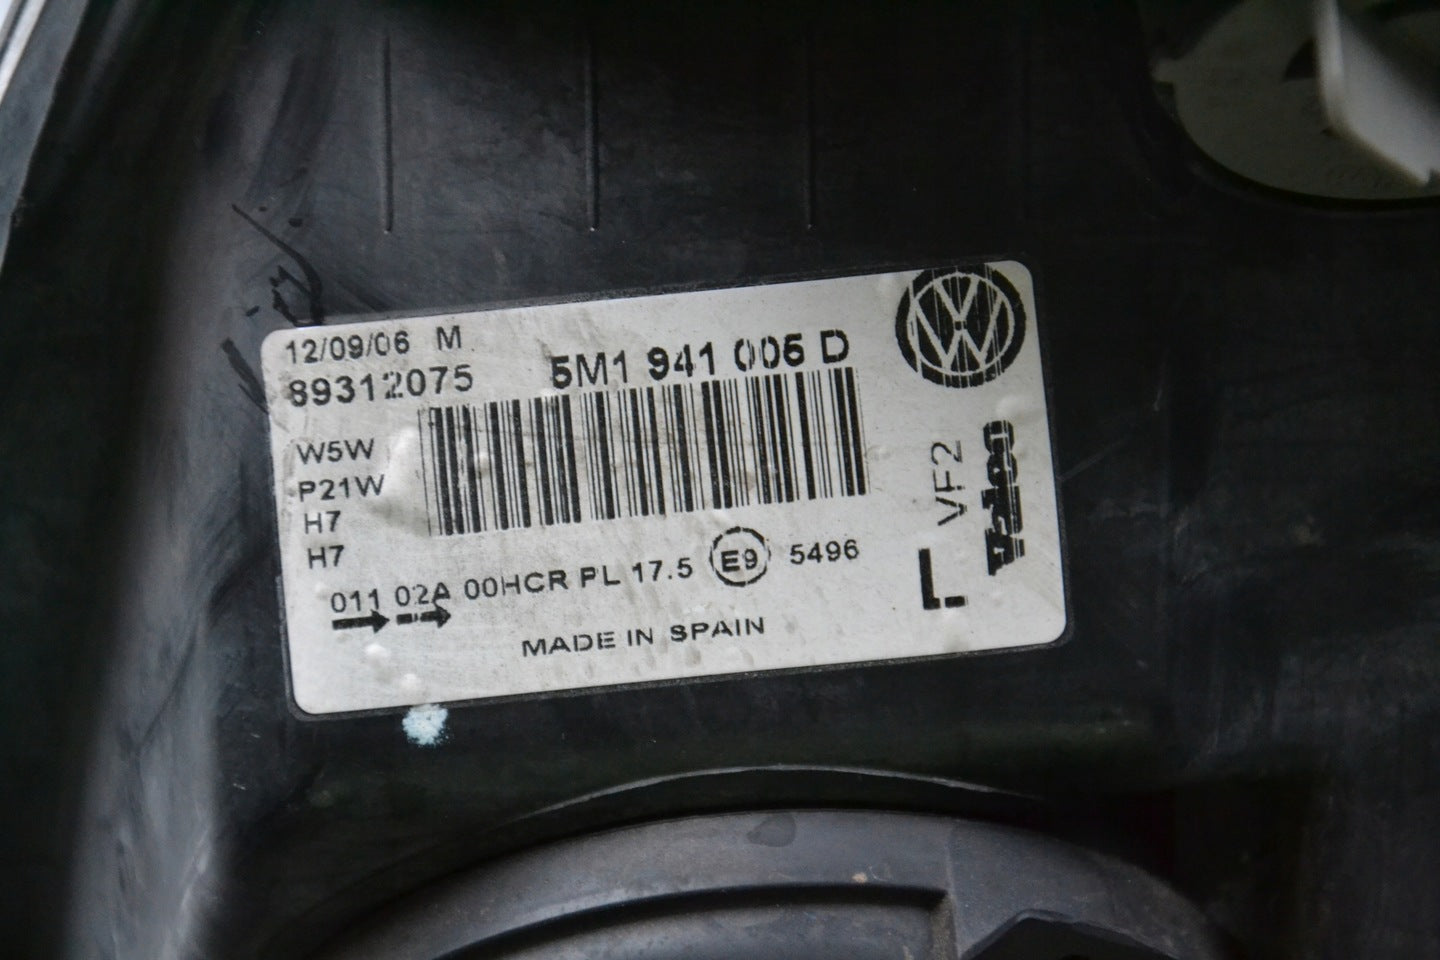 12/09/06 M
89312075
5M1 941 005 D
W5W
P21W
H7
H7
011 02A 00HCR PL 17.5 E9 5496
MADE IN SPAIN
L
VF2
Valeo